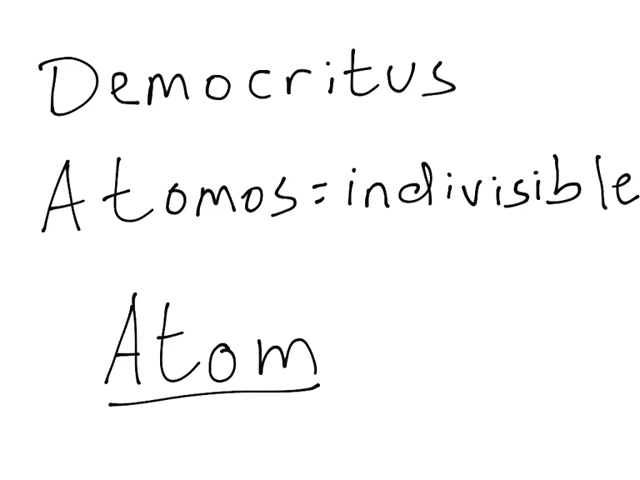 Democritus
Atomos = indivisible
Atom